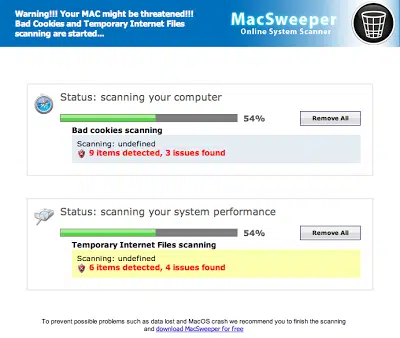 Warning!!! Your MAC might be threatened!!!
Bad Cookies and Temporary Internet Files
scanning are started...
MacSweeper
Online System Scanner
Status: scanning your computer
54%
Remove All
Bad cookies scanning
Scanning: undefined
9 items detected, 3 issues found
Status: scanning your system performance
54%
Remove All
Temporary Internet Files scanning
Scanning: undefined
6 items detected, 4 issues found
To prevent possible problems such as data lost and MacOS crash we recommend you to finish the scanning
and download MacSweeper for free